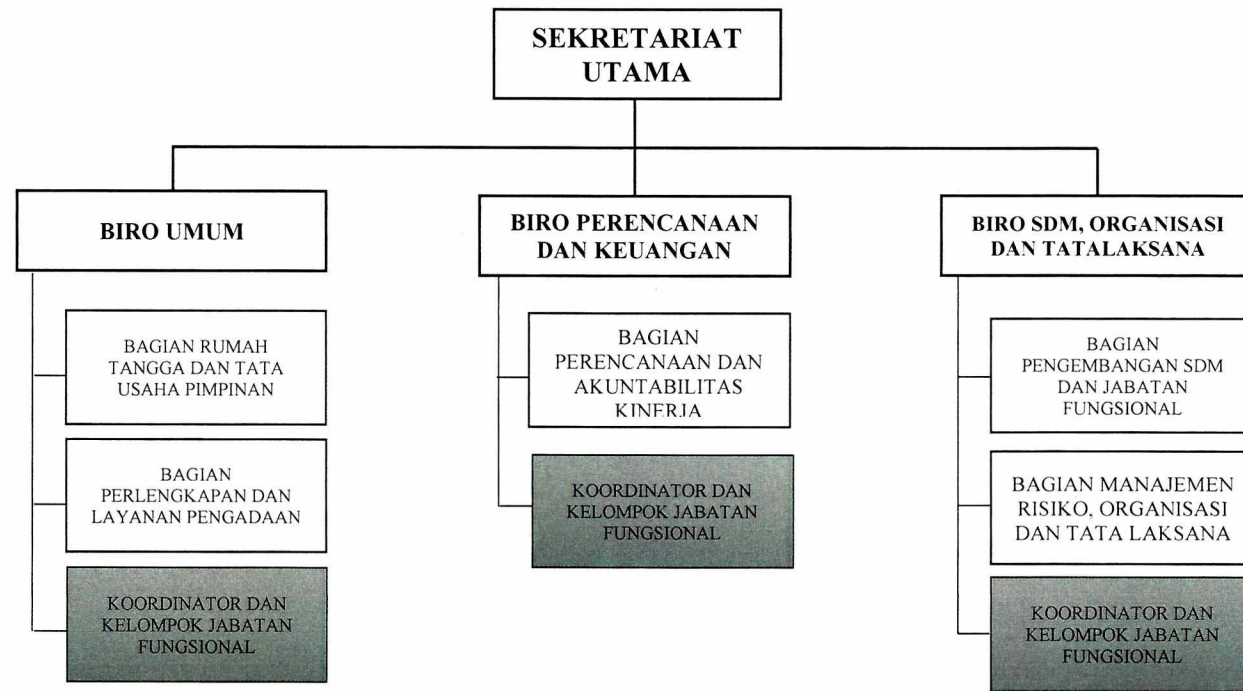 SEKRETARIAT
UTAMA
BIRO UMUM
BAGIAN RUMAH
TANGGA DAN TATA
USAHA PIMPINAN
BAGIAN
PERLENGKAPAN DAN
LAYANAN PENGADAAN
KOORDINATOR DAN
KELOMPOK JABATAN
FUNGSIONAL
BIRO PERENCANAAN
DAN KEUANGAN
BAGIAN
PERENCANAAN DAN
AKUNTABILITAS
KINERJA
KOORDINATOR DAN
KELOMPOK JABATAN
FUNGSIONAL
BIRO SDM, ORGANISASI
DAN TATALAKSANA
BAGIAN
PENGEMBANGAN SDM
DAN JABATAN
FUNGSIONAL
BAGIAN MANAJEMEN
RISIKO, ORGANISASI
DAN TATA LAKSANA
KOORDINATOR DAN
KELOMPOK JABATAN
FUNGSIONAL